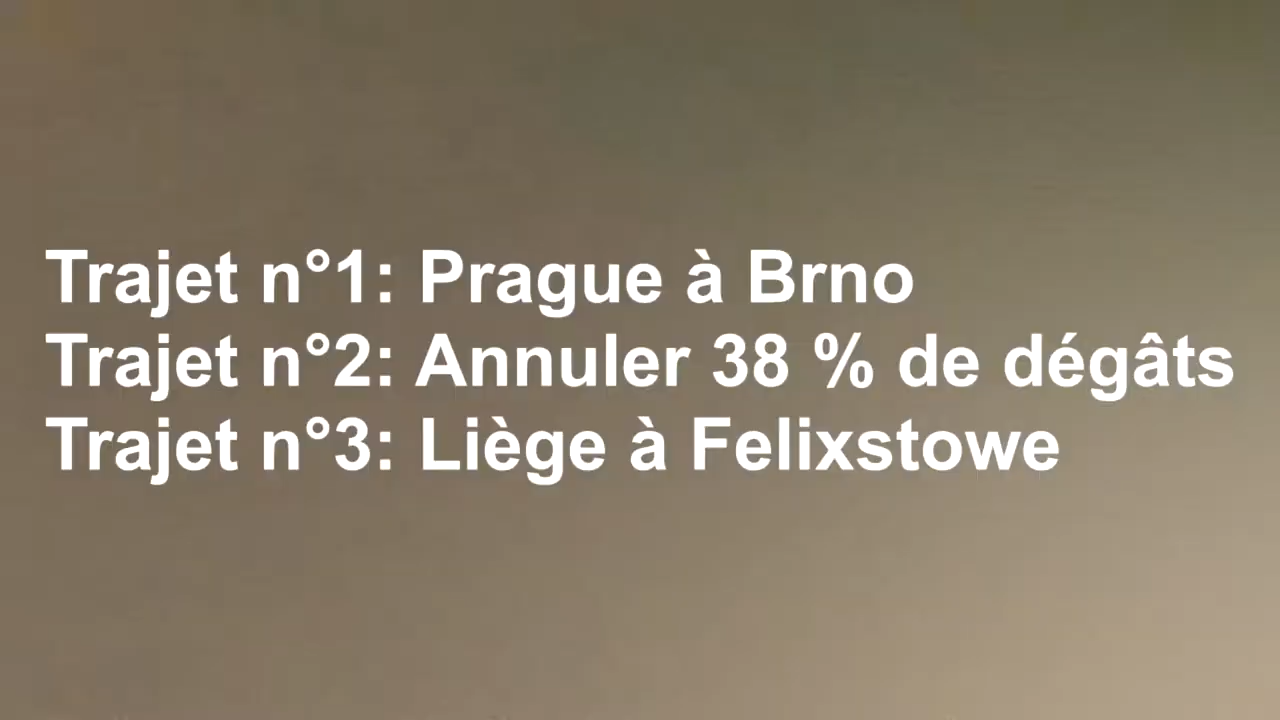 Trajet n°1: Prague à Brno
Trajet n°2: Annuler 38 % de dégâts
Trajet n°3: Liège à Felixstowe